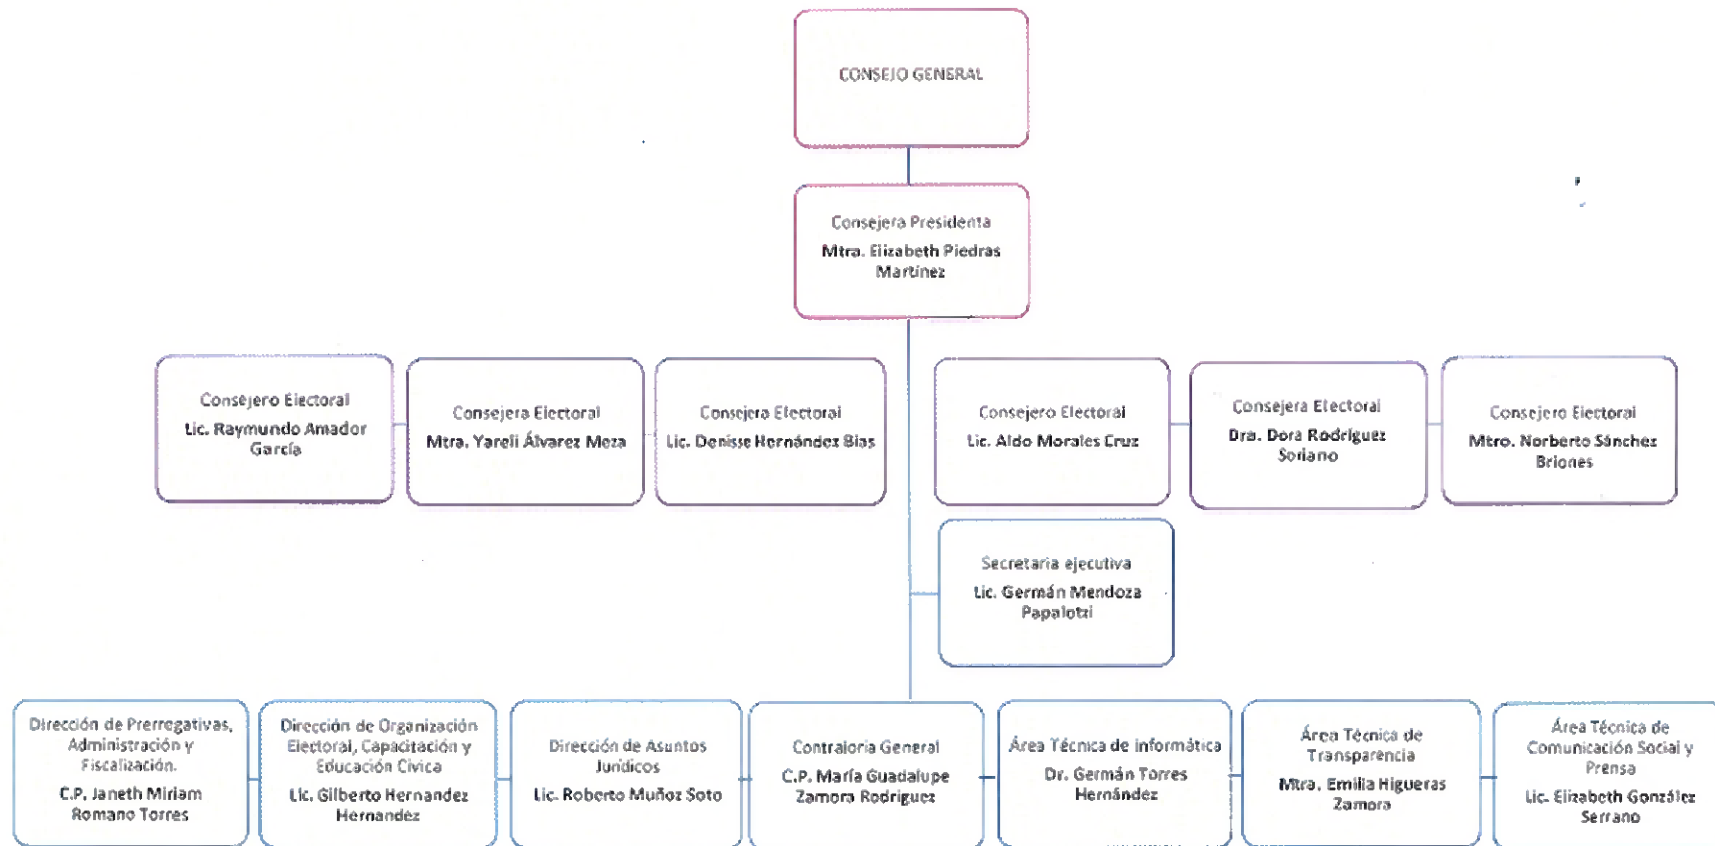 CONSEJO GENERAL
Consejera Presidenta
Mtra. Elizabeth Piedras
Martínez
Consejero Electoral
Lic. Raymundo Amador
García
Consejera Electoral
Mtra. Yareli Álvarez Meza
Consejera Electoral
Lic. Denisse Hernández Blas
Consejero Electoral
Lic. Aldo Morales Cruz
Consejera Electoral
Dra. Dora Rodríguez
Soriano
Consejero Electoral
Mtro. Norberto Sánchez
Briones
Secretaria ejecutiva
Lic. Germán Mendoza
Papalotzi
Dirección de Prerrogativas,
Administración y
Fiscalización.
C.P. Janeth Miriam
Romano Torres
Dirección de Organización
Electoral, Capacitación y
Educación Cívica
Lic. Gilberto Hernandez
Hernandez
Dirección de Asuntos
Jurídicos
Lic. Roberto Muñoz Soto
Contraloria General
C.P. María Guadalupe
Zamora Rodriguez
Área Técnica de Informática
Dr. Germán Torres
Hernández
Área Técnica de
Transparencia
Mtra. Emilia Higueras
Zamora
Área Técnica de
Comunicación Social y
Prensa
Lic. Elizabeth González
Serrano